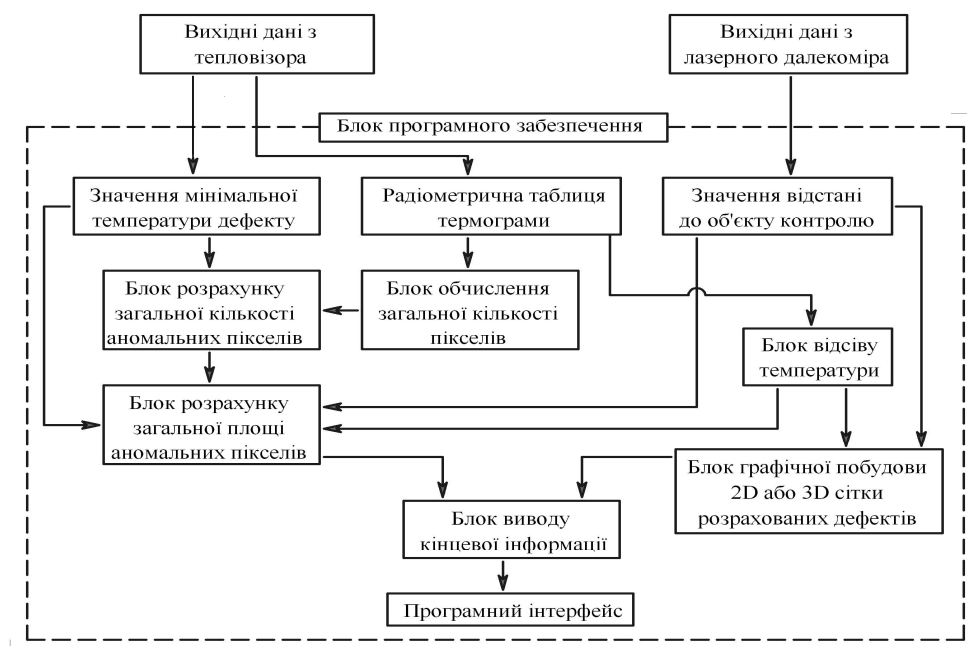 Вихідні дані з
тепловізора
Вихідні дані з
лазерного далекоміра
Блок програмного забезпечення
Значення мінімальної
температури дефекту
Радіометрична таблиця
термограми
Значення відстані
до об'єкту контролю
Блок розрахунку
загальної кількості
аномальних пікселів
Блок обчислення
загальної кількості
пікселів
Блок відсіву
температури
Блок розрахунку
загальної площі
аномальних пікселів
Блок графічної побудови
2D або 3D сітки
розрахованих дефектів
Блок виводу
кінцевої інформації
Програмний інтерфейс